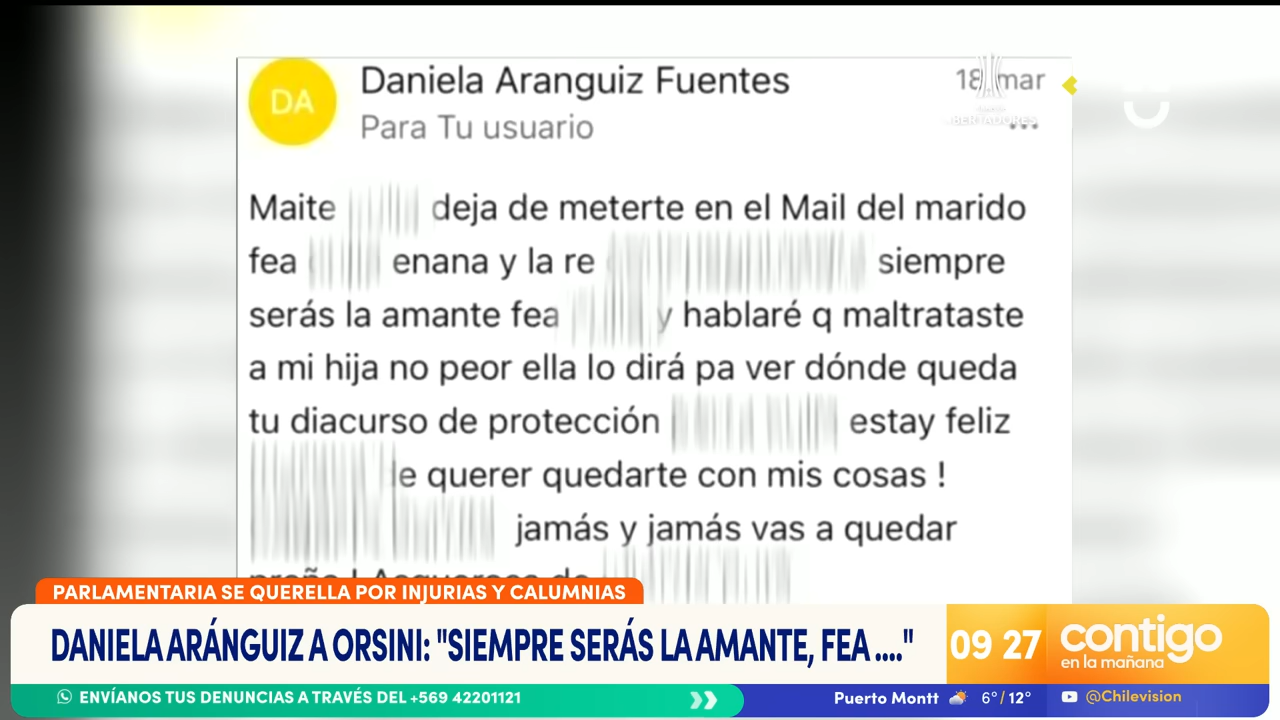 DA
Daniela Aranguiz Fuentes
18 mar
Para Tu usuario
...
Maite deja de meterte en el Mail del marido
fea enana y la re siempre
serás la amante fea y hablaré q maltrataste
a mi hija no peor ella lo dirá pa ver dónde queda
tu diacurso de protección estay feliz
querer quedarte con mis cosas !
jamás y jamás vas a quedar
PARLAMENTARIA SE QUERELLA POR INJURIAS Y CALUMNIAS
DANIELA ARÁNGUIZ A ORSINI: "SIEMPRE SERÁS LA AMANTE, FEA ...."
09 27
contigo
en la mañana
ENVÍANOS TUS DENUNCIAS A TRAVÉS DEL +569 42201121
Puerto Montt 6°/12°
@Chilevision